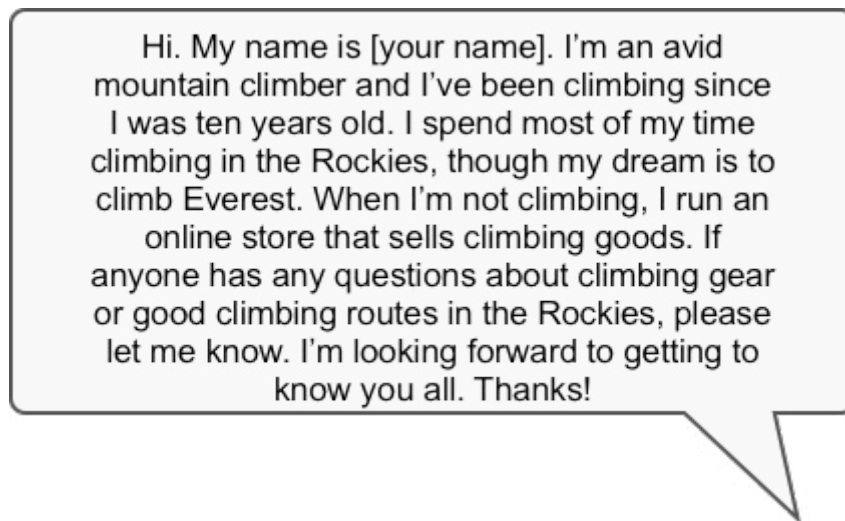 Hi. My name is [your name]. I’m an avid
mountain climber and I’ve been climbing since
I was ten years old. I spend most of my time
climbing in the Rockies, though my dream is to
climb Everest. When I’m not climbing, I run an
online store that sells climbing goods. If
anyone has any questions about climbing gear
or good climbing routes in the Rockies, please
let me know. I’m looking forward to getting to
know you all. Thanks!